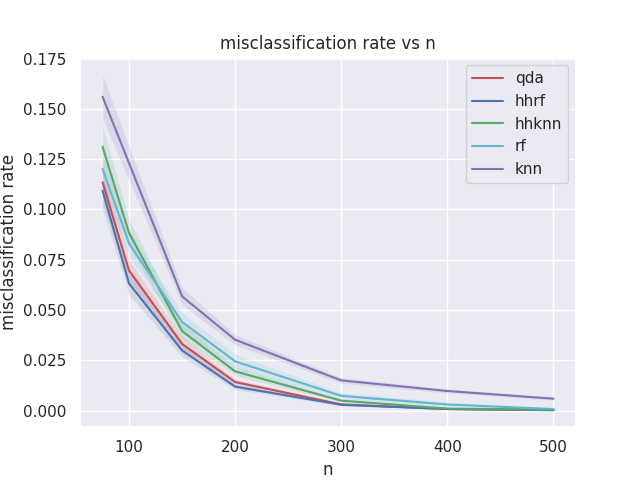 misclassification rate vs n
0.175
0.150
0.125
0.100
0.075
0.050
0.025
0.000
misclassification rate
100
200
300
400
500
n
qda
hhrf
hhknn
rf
knn